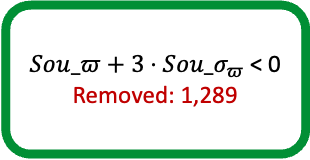 𝑆𝑜𝑢_𝜛 + 3 ∙ 𝑆𝑜𝑢_𝜎_𝜛 < 0
Removed: 1,289